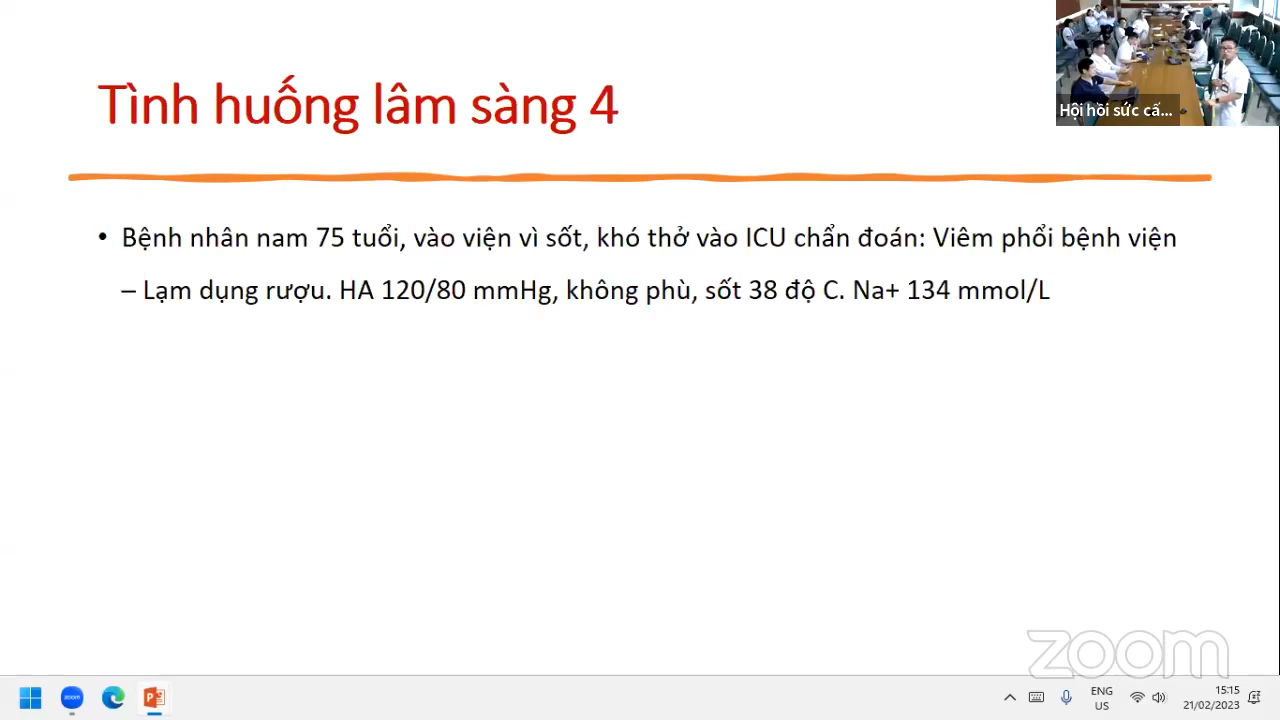 Tình huống lâm sàng 4
Hội hồi sức cấ...
• Bệnh nhân nam 75 tuổi, vào viện vì sốt, khó thở vào ICU chẩn đoán: Viêm phổi bệnh viện
– Lạm dụng rượu. HA 120/80 mmHg, không phù, sốt 38 độ C. Na+ 134 mmol/L
zoom
zoom
ENG
US
15:15
21/02/2023